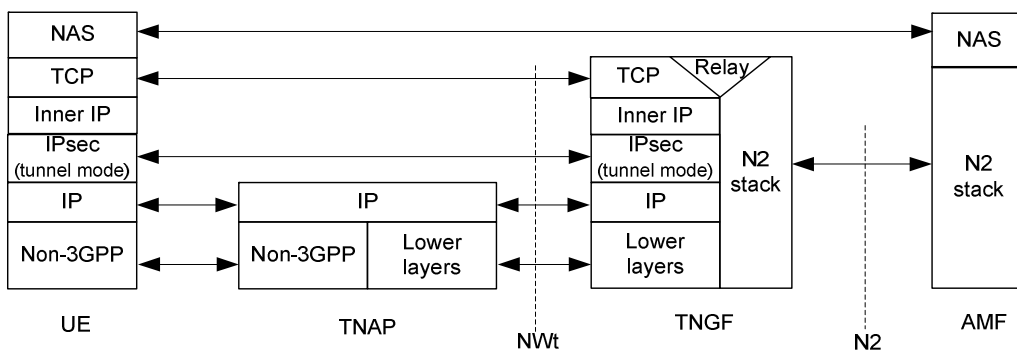 NAS
TCP
Inner IP
IPsec
(tunnel mode)
IP
Non-3GPP
UE
IP
Non-3GPP
Lower
layers
TNAP
NWt
TCP
Relay
Inner IP
IPsec
(tunnel mode)
IP
Lower
layers
N2
stack
TNGF
N2
NAS
N2
stack
AMF